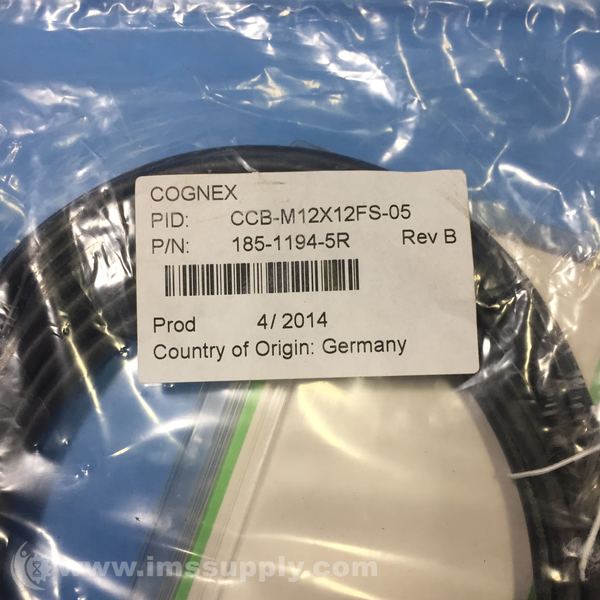 COGNEX
PID: CCB-M12X12FS-05
P/N: 185-1194-5R Rev B
Prod 4/ 2014
Country of Origin: Germany
www.imssupply.com